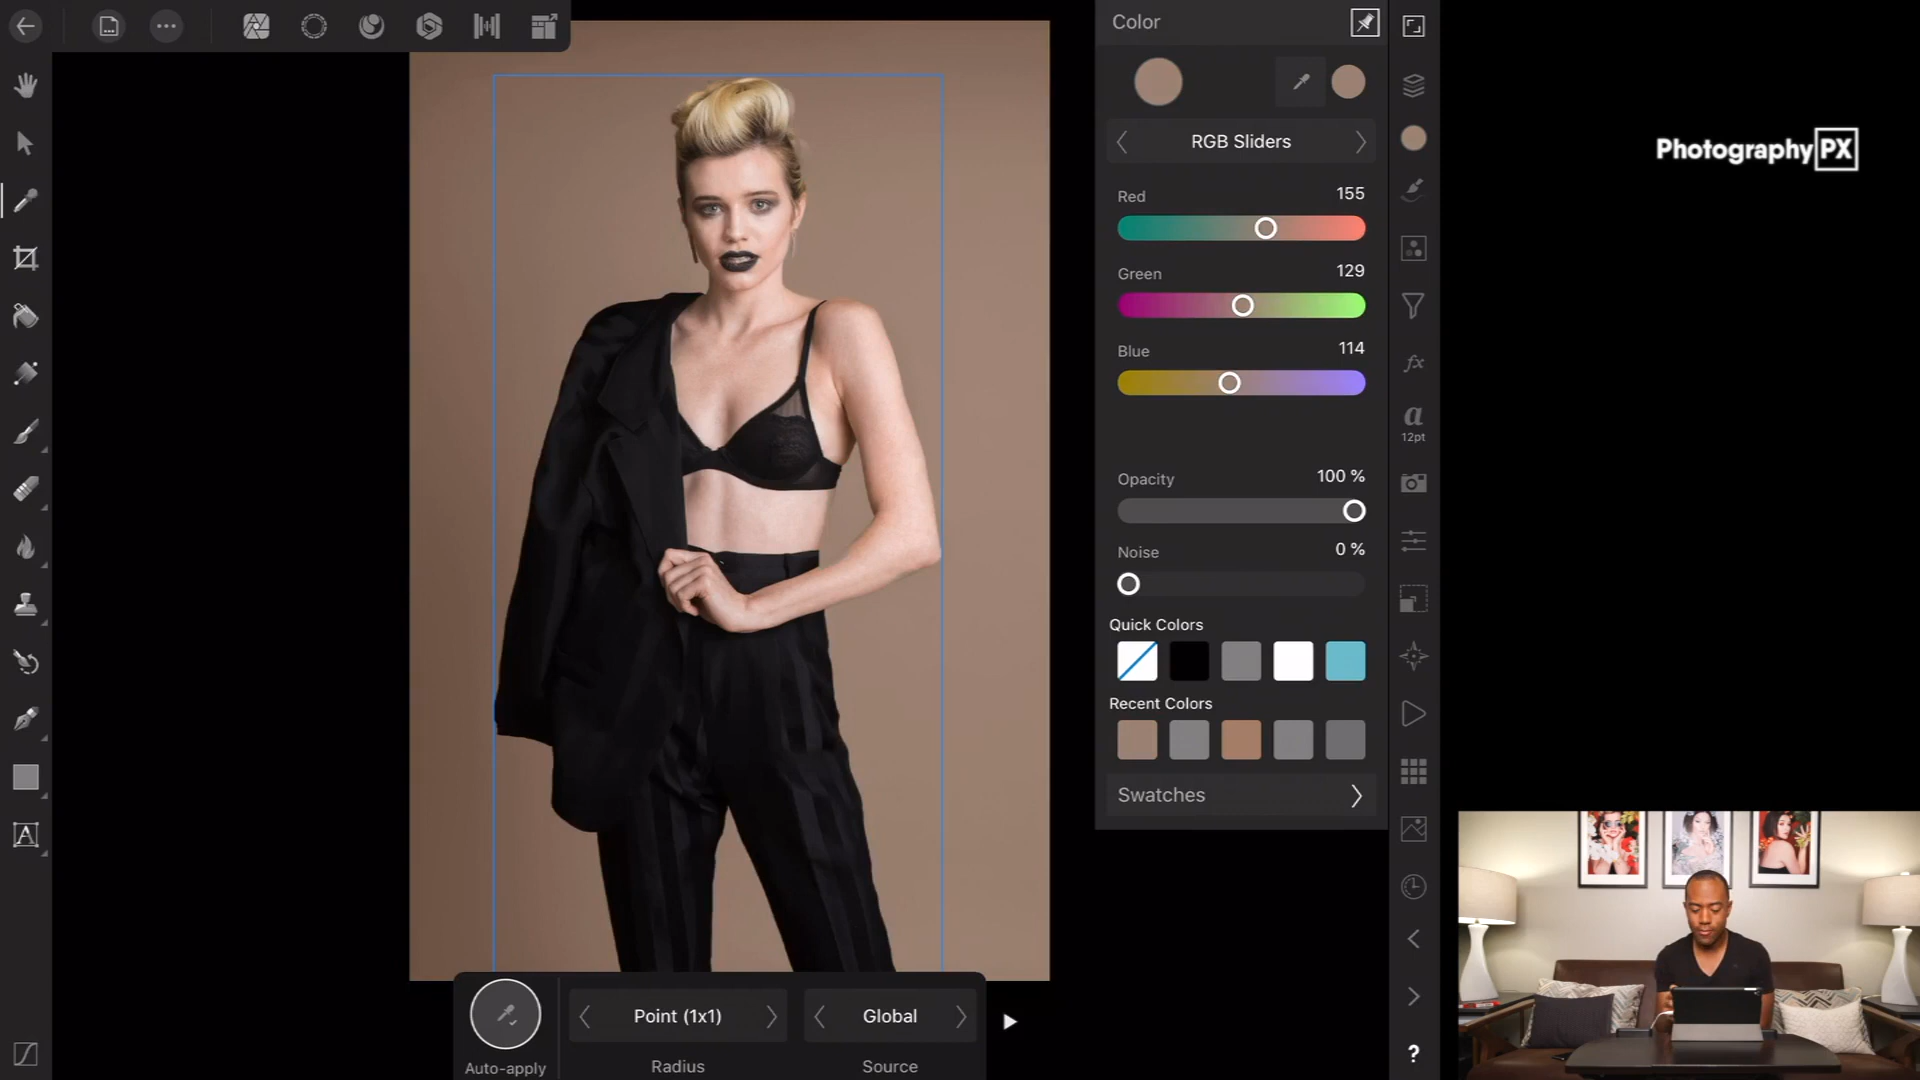 Color
RGB Sliders
Red 155
Green 129
Blue 114
Opacity 100 %
Noise 0 %
Quick Colors
Recent Colors
Swatches
fx
a
12pt
?
A
Point (1x1)
Global
Auto-apply
Radius
Source
PhotographyPX